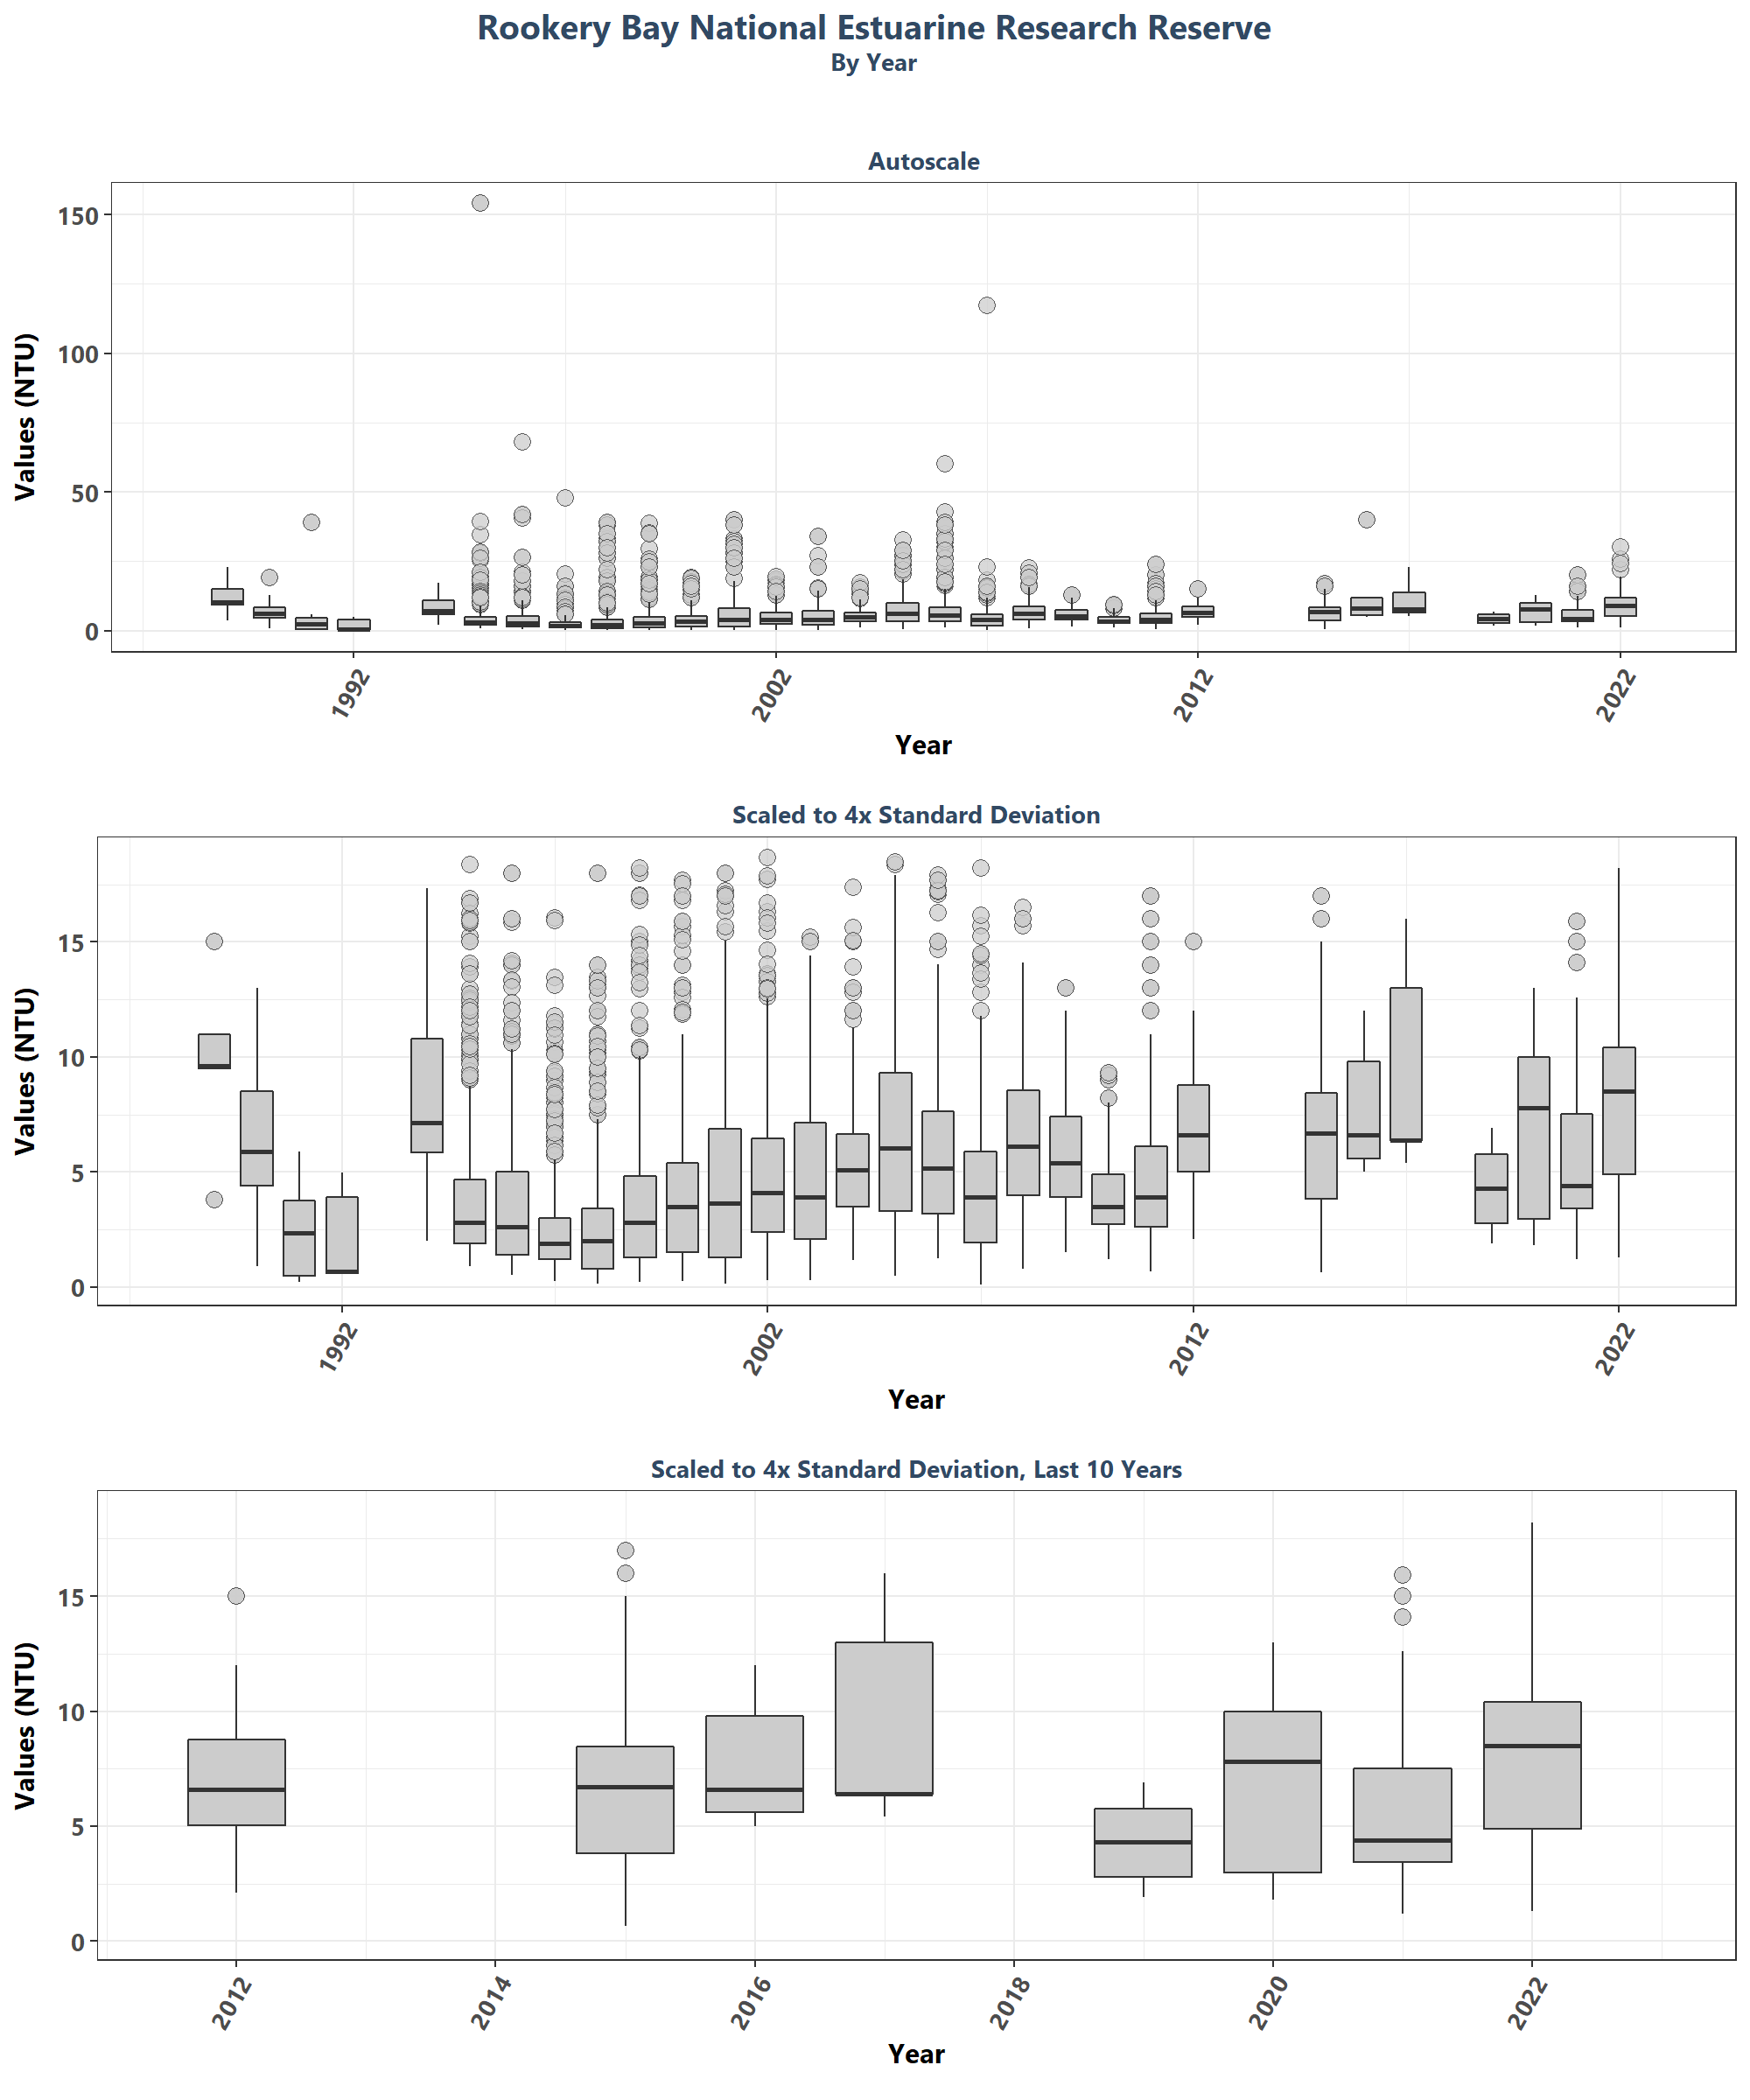 Rookery Bay National Estuarine Research Reserve
By Year
Autoscale
Values (NTU)
150
100
50
0
1992
2002
2012
2022
Year
Scaled to 4x Standard Deviation
Values (NTU)
15
10
5
0
1992
2002
2012
2022
Year
Scaled to 4x Standard Deviation, Last 10 Years
Values (NTU)
15
10
5
0
2012
2014
2016
2018
2020
2022
Year